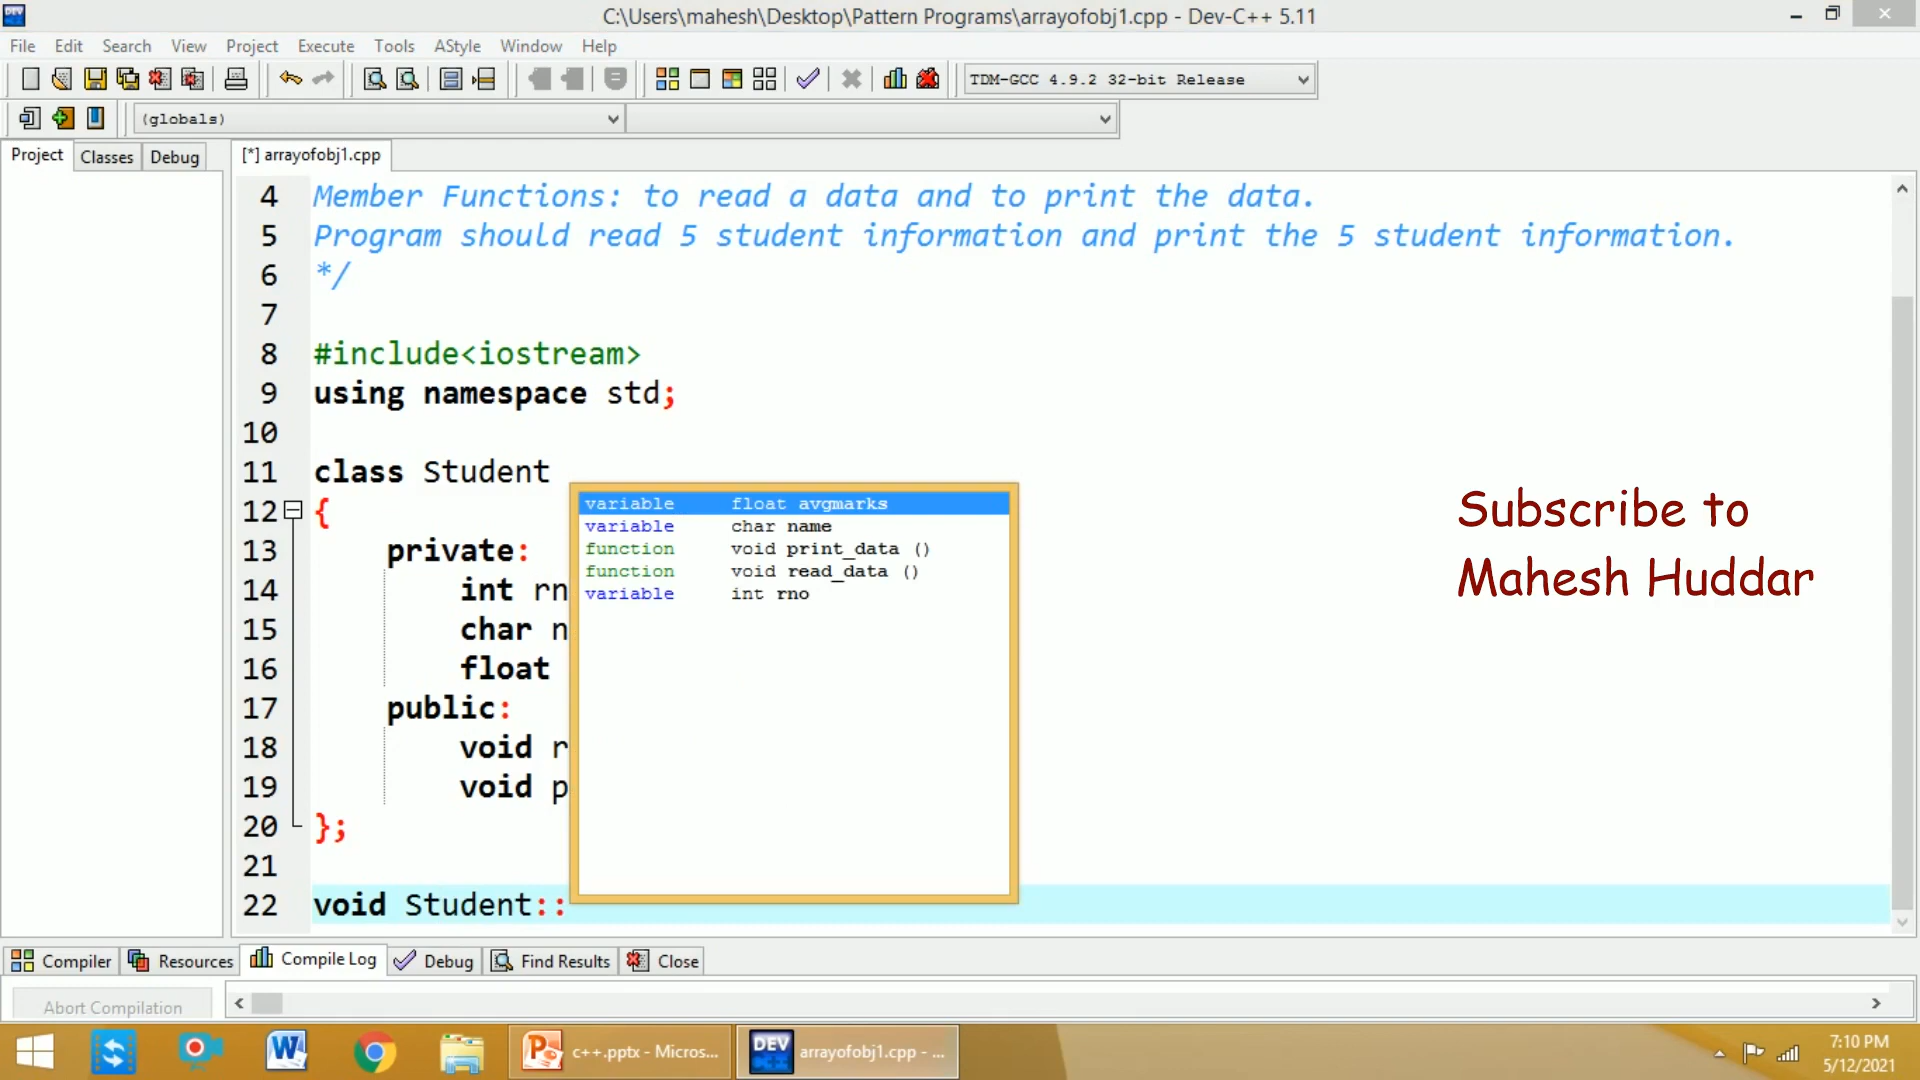 C:\Users\mahesh\Desktop\Pattern Programs\arrayofobj1.cpp - Dev-C++ 5.11
File Edit Search View Project Execute Tools AStyle Window Help
TDM-GCC 4.9.2 32-bit Release
(globals)
Project Classes Debug [*] arrayofobj1.cpp
4 Member Functions: to read a data and to print the data.
5 Program should read 5 student information and print the 5 student information.
6 */
7
8 #include<iostream>
9 using namespace std;
10
11 class Student
12 {
13 private:
14 int rn
15 char n
16 float
17 public:
18 void r
19 void p
20 };
21
22 void Student::
variable float avgmarks
variable char name
function void print_data ()
function void read_data ()
variable int rno
Subscribe to
Mahesh Huddar
Compiler Resources Compile Log Debug Find Results Close
Abort Compilation
c++.pptx - Micros... DEV C++ arrayofobj1.cpp - ...
7:10 PM
5/12/2021